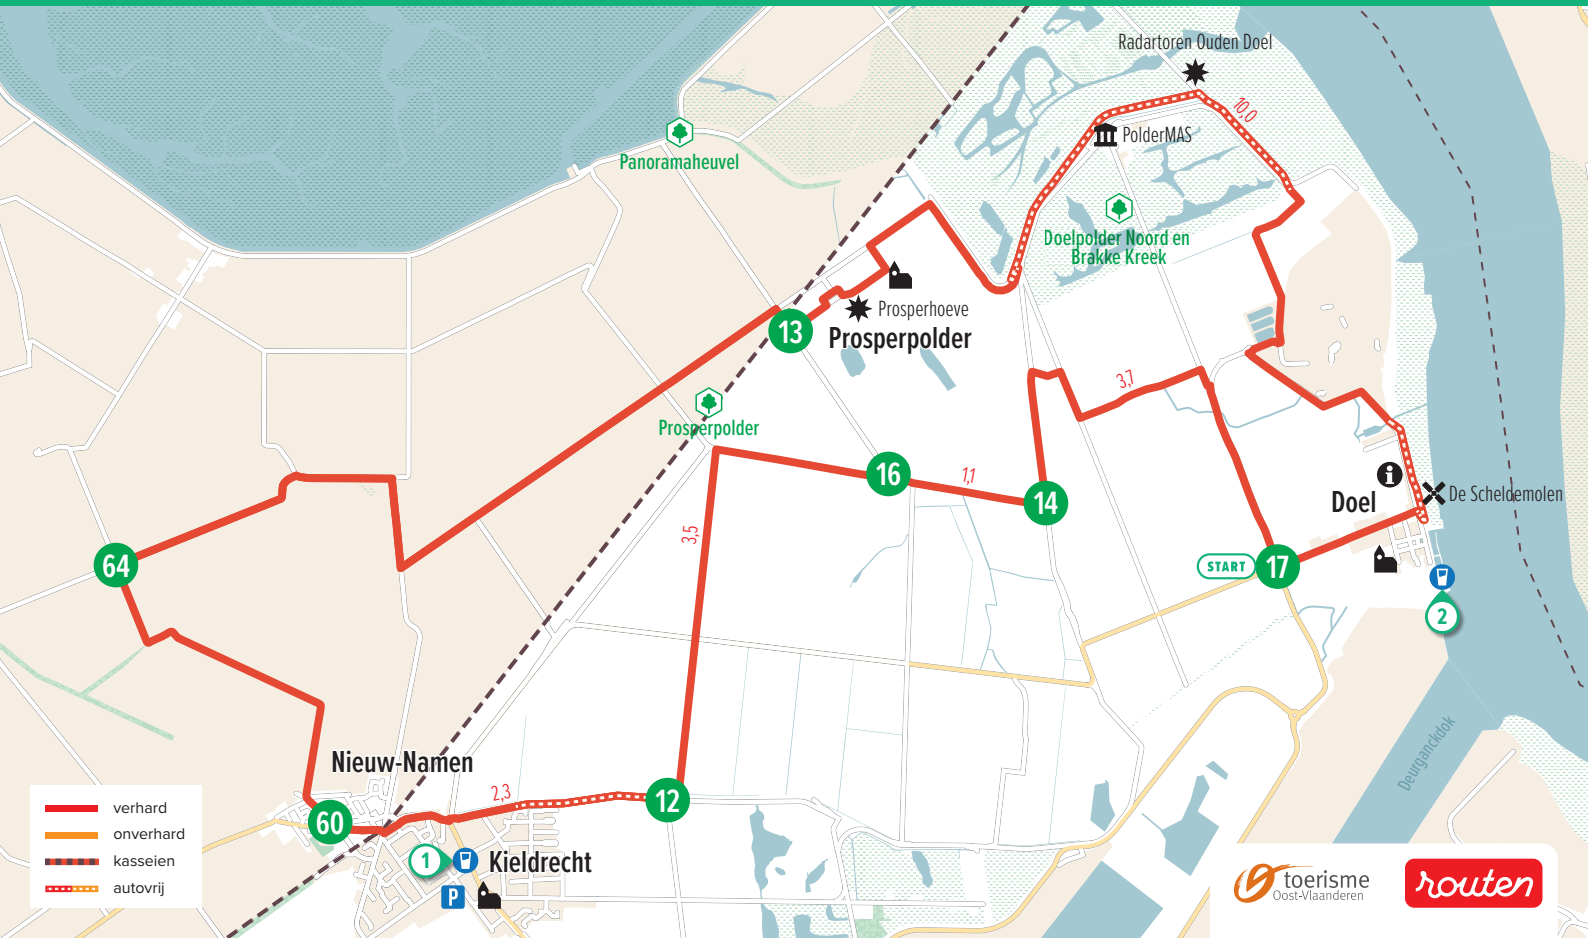 Radartoren Ouden Doel
10,0
PolderMAS
Panoramaheuvel
Doelpolder Noord en
Brakke Kreek
Prosperhoeve
13
Prosperpolder
3,7
Prosperpolder
16
1,1
14
Doel
De Scheldemolen
3,5
64
START
17
2
Nieuw-Namen
Deurganckdok
2,3
12
60
1
Kieldrecht
P
verhard
onverhard
kasseien
autovrij
toerisme
Oost-Vlaanderen
routen